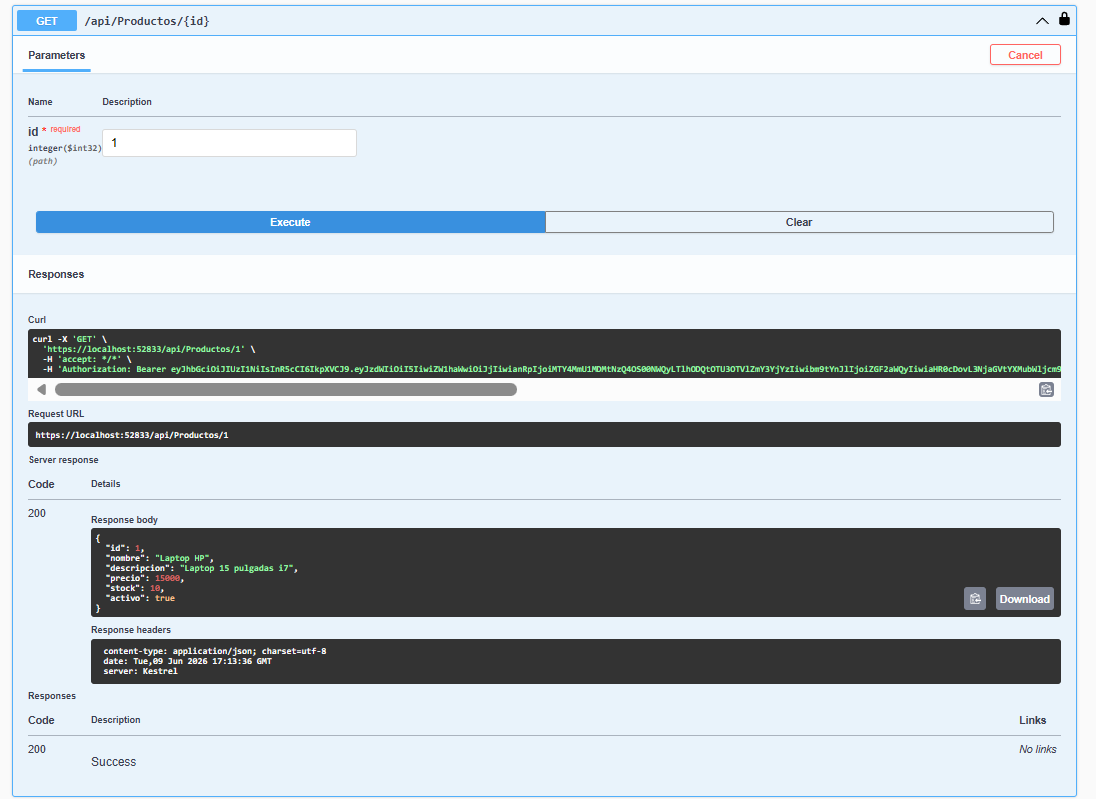 GET /api/Productos/{id}
Parameters
Cancel
Name Description
id * required
integer($int32)
(path)
1
Execute Clear
Responses
Curl
curl -X 'GET' \
'https://localhost:52833/api/Productos/1' \
-H 'accept: */*' \
-H 'Authorization: Bearer
Request URL
https://localhost:52833/api/Productos/1
Server response
Code Details
200
Response body
{
"id": 1,
"nombre": "Laptop HP",
"descripcion": "Laptop 15 pulgadas i7",
"precio": 15000,
"stock": 10,
"activo": true
}
Download
Response headers
content-type: application/json; charset=utf-8
date: Tue,09 Jun 2026 17:13:36 GMT
server: Kestrel
Responses
Code Description Links
200
Success
No links